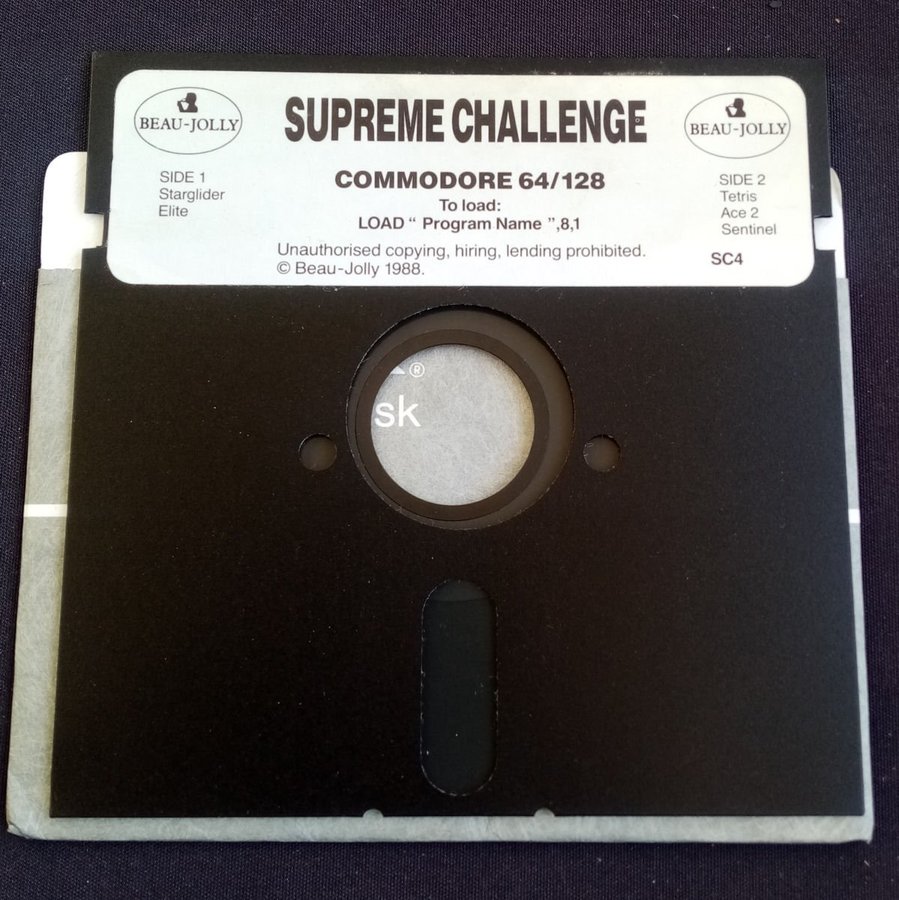 BEAU-JOLLY
SUPREME CHALLENGE
BEAU-JOLLY
SIDE 1
Starglider
Elite
COMMODORE 64/128
To load:
LOAD “ Program Name ”,8,1
SIDE 2
Tetris
Ace 2
Sentinel
Unauthorised copying, hiring, lending prohibited.
© Beau-Jolly 1988.
SC4
®
sk